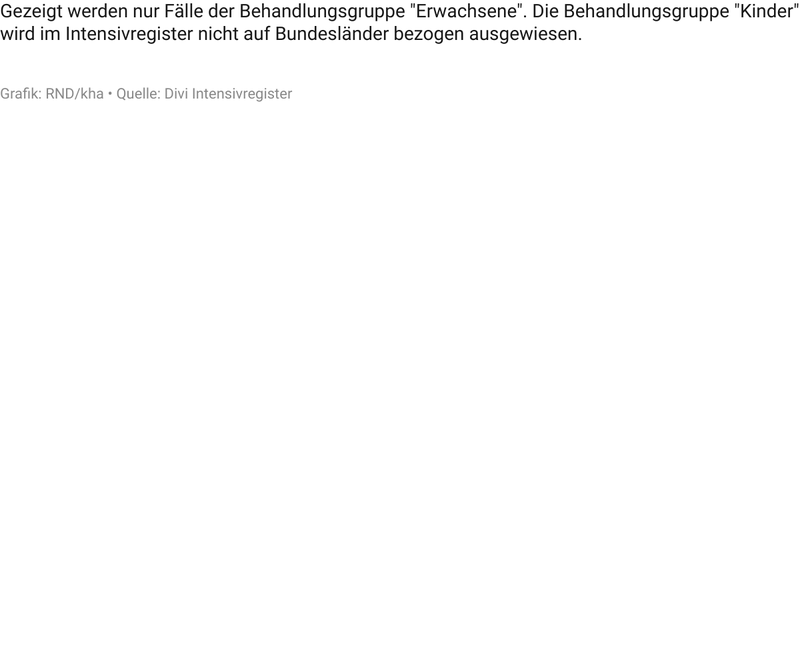 Gezeigt werden nur Fälle der Behandlungsgruppe "Erwachsene". Die Behandlungsgruppe "Kinder"
wird im Intensivregister nicht auf Bundesländer bezogen ausgewiesen.
Grafik: RND/kha • Quelle: Divi Intensivregister